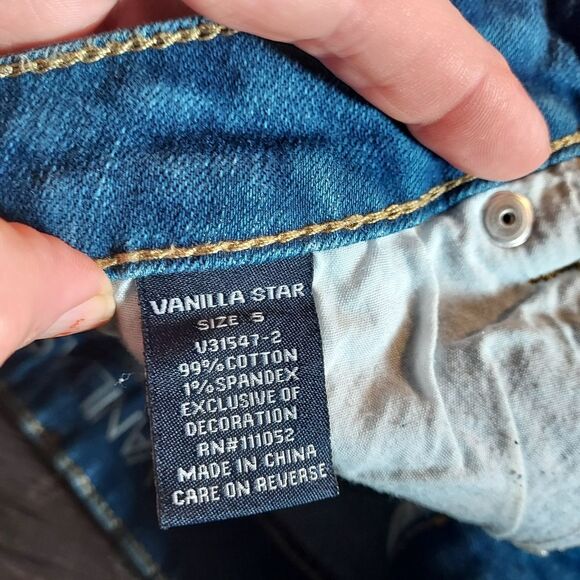 VANILLA STAR
SIZE 5
V31547-2
99% COTTON
1% SPANDEX
EXCLUSIVE OF
DECORATION
RN#111052
MADE IN CHINA
CARE ON REVERSE